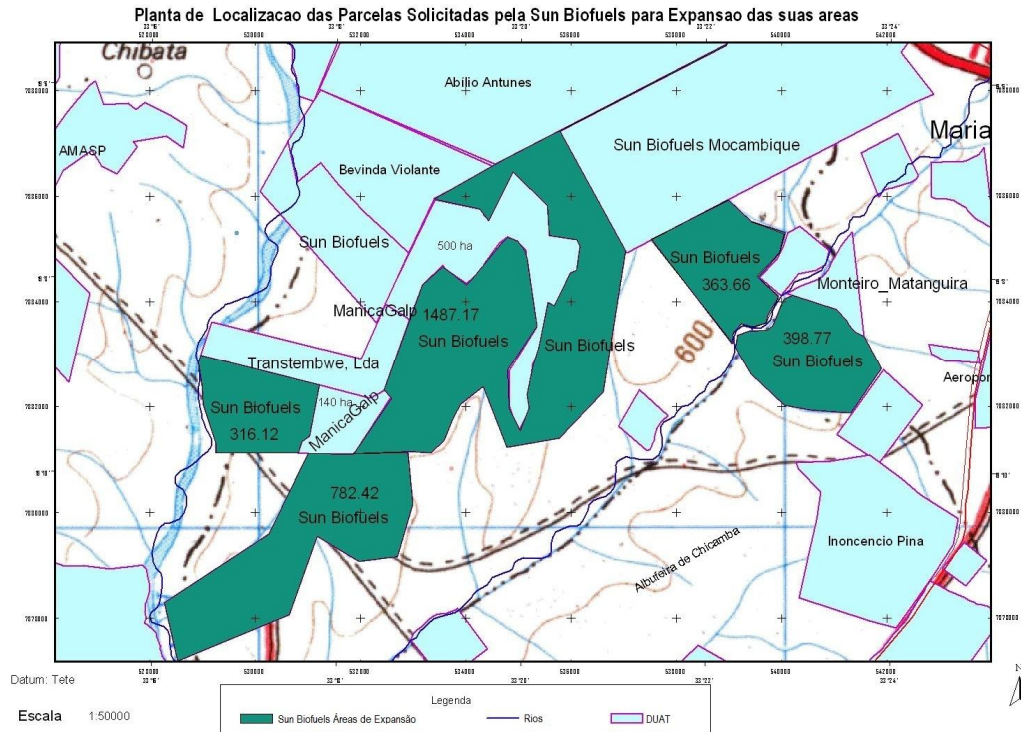 Planta de Localizacao das Parcelas Solicitadas pela Sun Biofuels para Expansao das suas areas
Chibata
Abilio Antunes
Maria
AMASP
Sun Biofuels Mocambique
Bevinda Violante
Sun Biofuels
500 ha
Sun Biofuels
363.66
Monteiro_Matanguira
ManicaGalp
1487.17
Sun Biofuels
Sun Biofuels
600
398.77
Sun Biofuels
Transtembwe, Lda
Aeropor
Sun Biofuels
316.12
140 ha
ManicaGalp
782.42
Sun Biofuels
Inoncencio Pina
Albufeira de Chicamba
Datum: Tete
Escala 1:50000
Legenda
Sun Biofuels Áreas de Expansão
Rios
DUAT
N